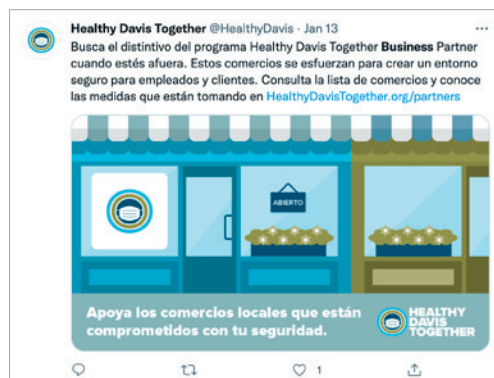 Healthy Davis Together @HealthyDavis · Jan 13
Busca el distintivo del programa Healthy Davis Together Business Partner
cuando estés afuera. Estos comercios se esfuerzan para crear un entorno
seguro para empleados y clientes. Consulta la lista de comercios y conoce
las medidas que están tomando en HealthyDavisTogether.org/partners
ABIERTO
Apoya los comercios locales que están
comprometidos con tu seguridad.
HEALTHY
DAVIS
TOGETHER
1